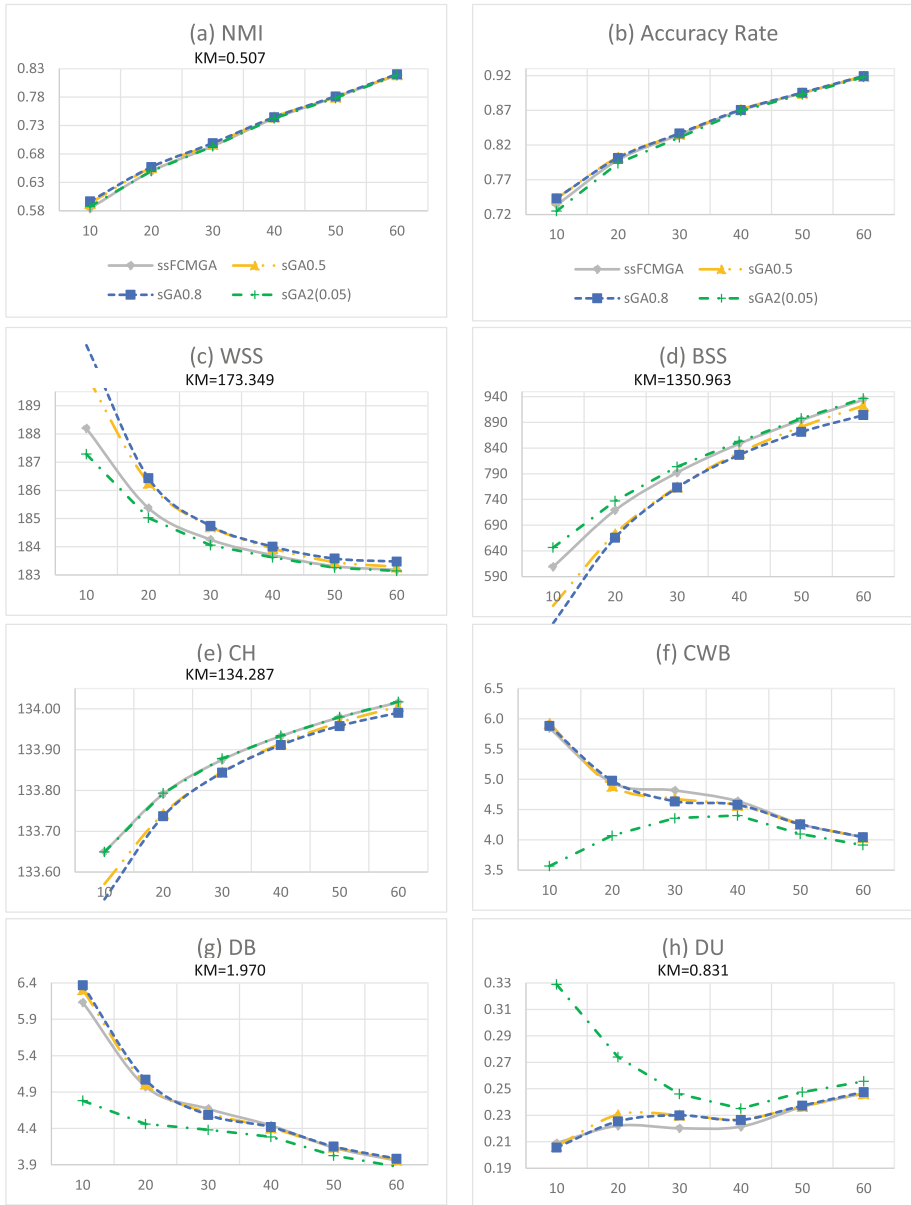 (a) NMI
KM=0.507
0.83
0.78
0.73
0.68
0.63
0.58
10 20 30 40 50 60
ssFCMGA sGA0.5
sGA0.8 sGA2(0.05)
(b) Accuracy Rate
0.92
0.87
0.82
0.77
0.72
10 20 30 40 50 60
ssFCMGA sGA0.5
sGA0.8 sGA2(0.05)
(c) WSS
KM=173.349
189
188
187
186
185
184
183
10 20 30 40 50 60
(d) BSS
KM=1350.963
940
890
840
790
740
690
640
590
10 20 30 40 50 60
(e) CH
KM=134.287
134.00
133.90
133.80
133.70
133.60
10 20 30 40 50 60
(f) CWB
6.5
6.0
5.5
5.0
4.5
4.0
3.5
10 20 30 40 50 60
(g) DB
KM=1.970
6.4
5.9
5.4
4.9
4.4
3.9
10 20 30 40 50 60
(h) DU
KM=0.831
0.33
0.31
0.29
0.27
0.25
0.23
0.21
0.19
10 20 30 40 50 60